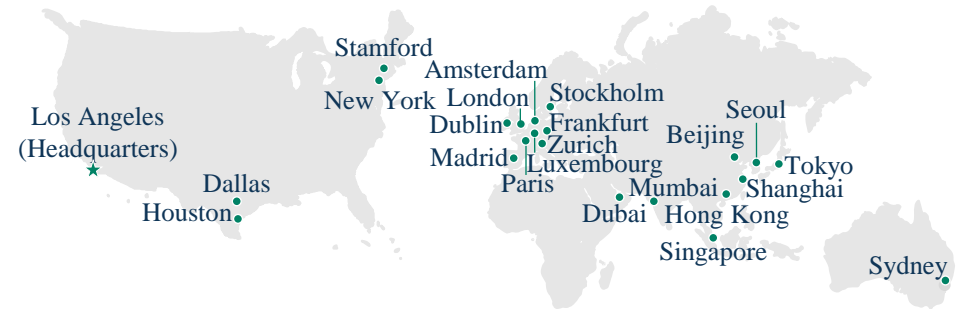 Stamford
Amsterdam
New York
London
Stockholm
Los Angeles
(Headquarters)
Dublin
Frankfurt
Seoul
Zurich
Beijing
Madrid
Luxembourg
Tokyo
Paris
Dallas
Mumbai
Shanghai
Houston
Dubai
Hong Kong
Singapore
Sydney